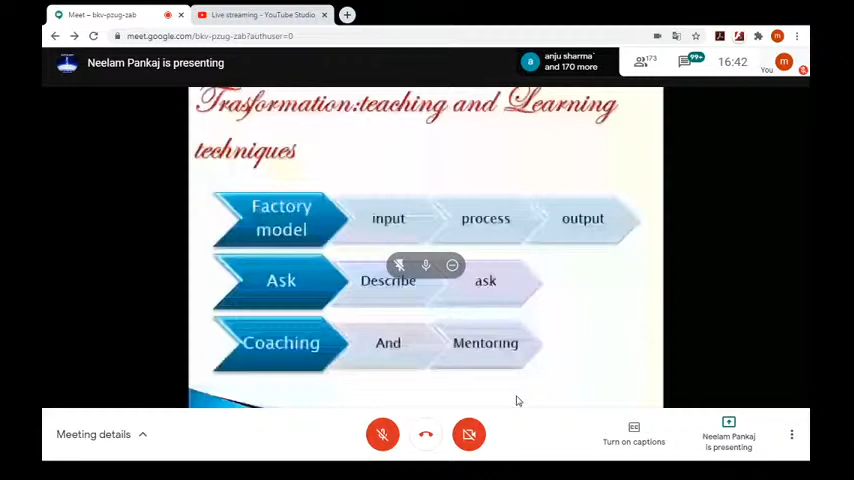 Meet – bkv-pzug-zab
Live streaming - YouTube Studio
meet.google.com/bkv-pzug-zab?authuser=0
Neelam Pankaj is presenting
a
anju sharma`
and 170 more
173
99+
16:42
You
m
Trasformation:teaching and Learning
techniques
Factory
model
input
process
output
Ask
Describe
ask
Coaching
And
Mentoring
Meeting details
Turn on captions
Neelam Pankaj
is presenting